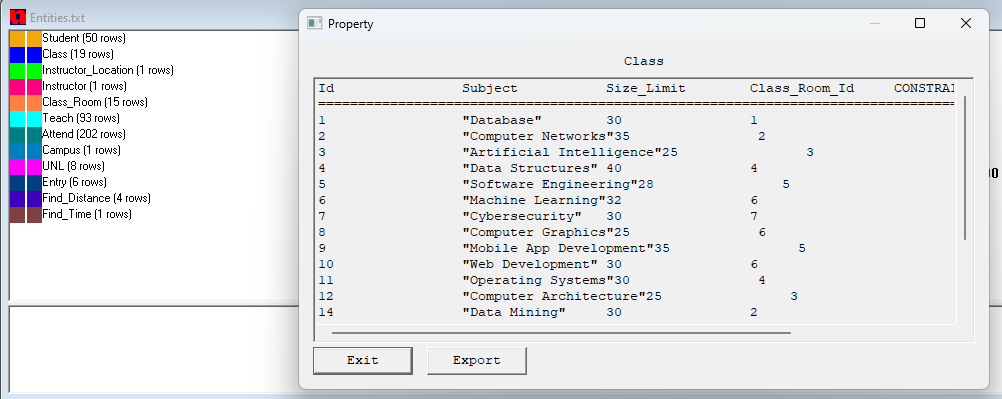 Entities.txt
Student (50 rows)
Class (19 rows)
Instructor_Location (1 rows)
Instructor (1 rows)
Class_Room (15 rows)
Teach (93 rows)
Attend (202 rows)
Campus (1 rows)
UNL (8 rows)
Entry (6 rows)
Find_Distance (4 rows)
Find_Time (1 rows)
Property
Class
Id Subject Size_Limit Class_Room_Id CONSTRAI
================================================================================
1 "Database" 30 1
2 "Computer Networks"35 2
3 "Artificial Intelligence"25 3
4 "Data Structures" 40 4
5 "Software Engineering"28 5
6 "Machine Learning"32 6
7 "Cybersecurity" 30 7
8 "Computer Graphics"25 6
9 "Mobile App Development"35 5
10 "Web Development" 30 6
11 "Operating Systems"30 4
12 "Computer Architecture"25 3
14 "Data Mining" 30 2
Exit Export